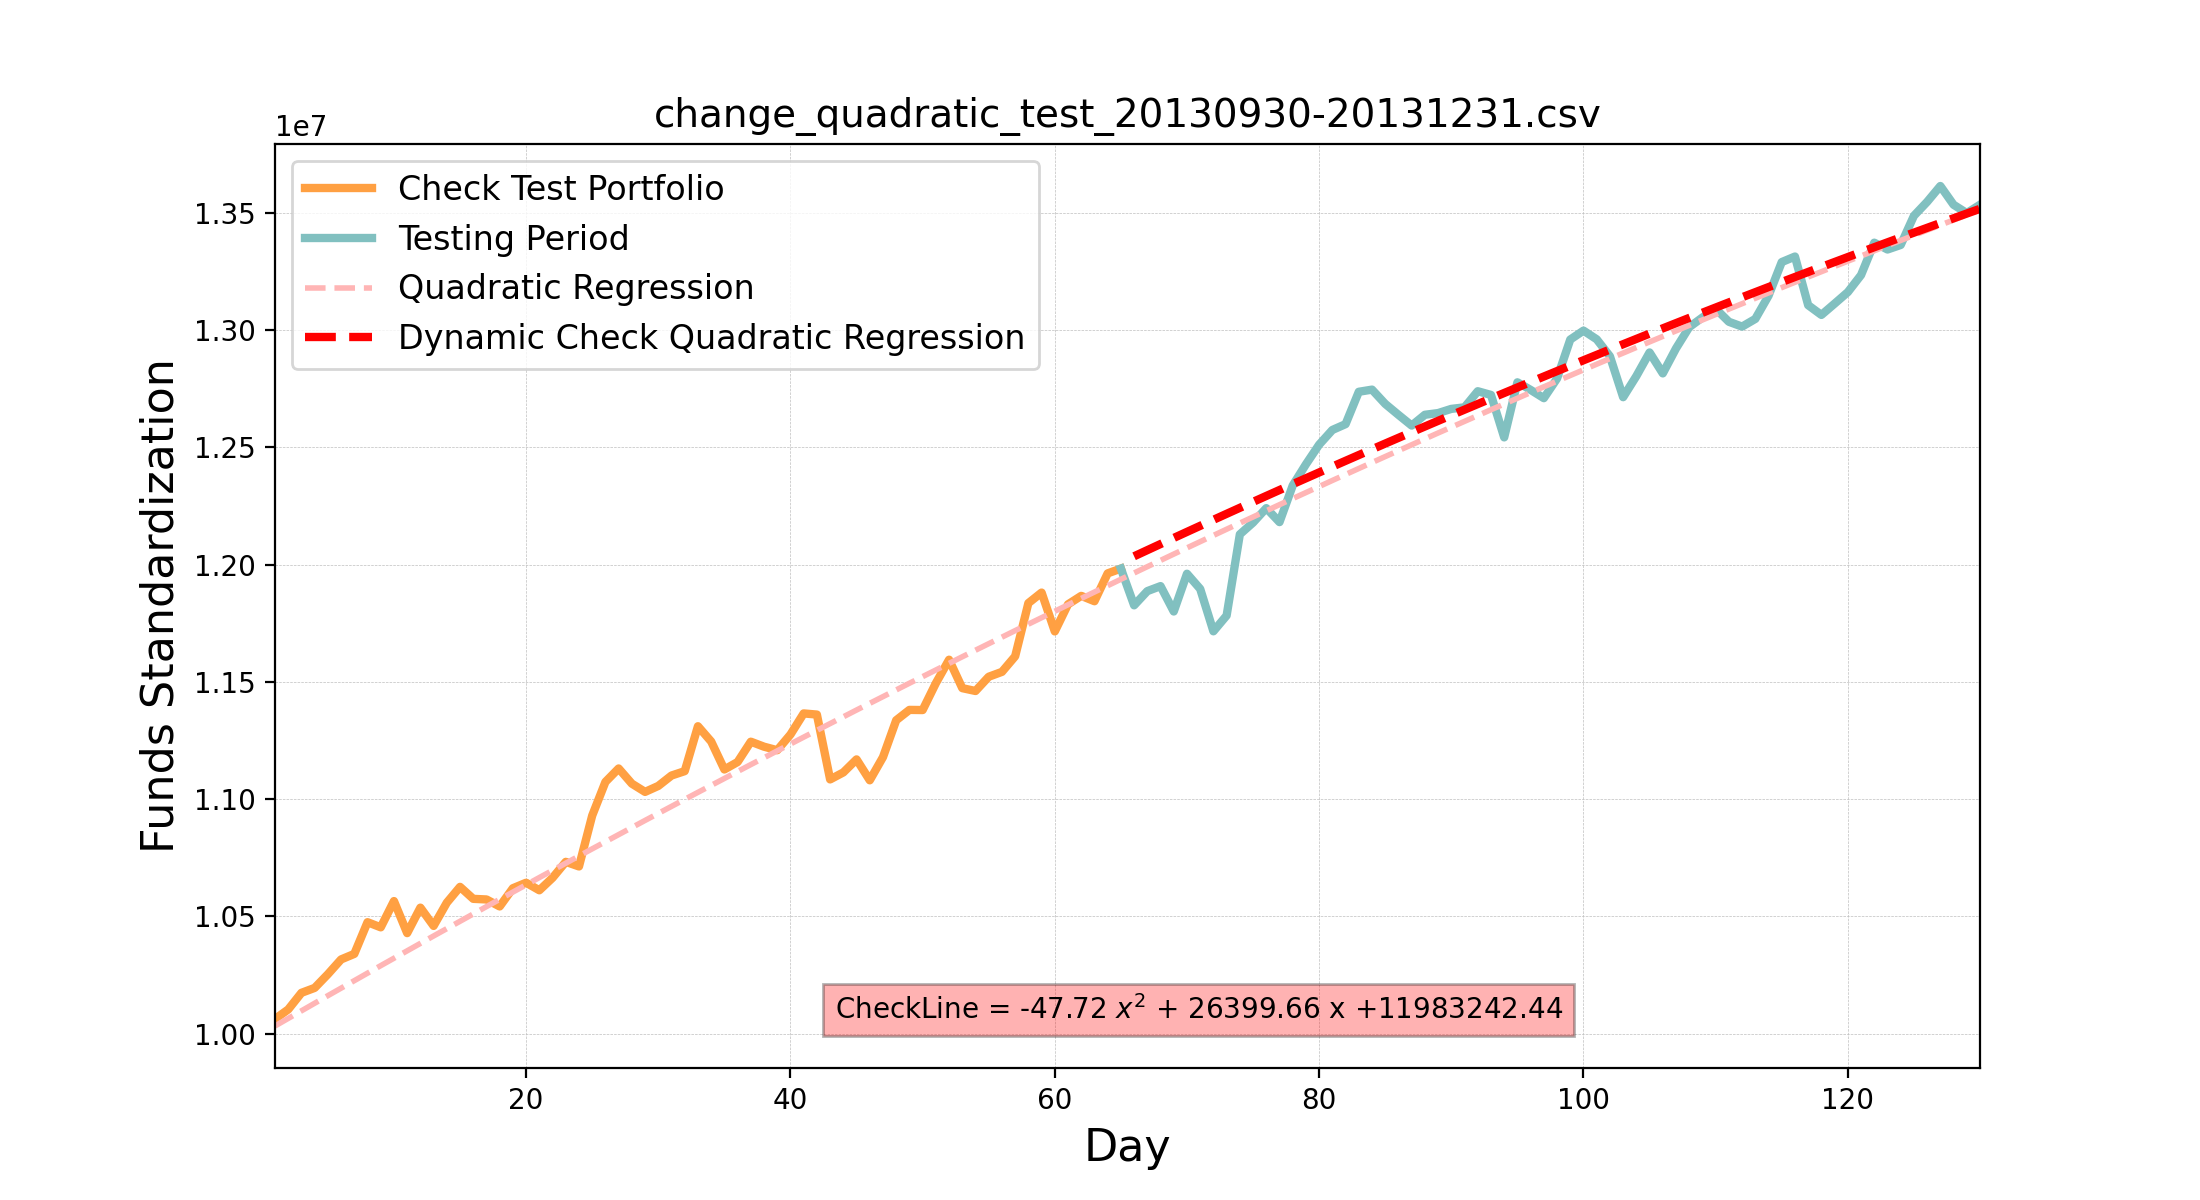 change_quadratic_test_20130930-20131231.csv
1e7
Check Test Portfolio
Testing Period
Quadratic Regression
Dynamic Check Quadratic Regression
1.35
1.30
1.25
1.20
1.15
1.10
1.05
1.00
Funds Standardization
CheckLine = -47.72 x² + 26399.66 x +11983242.44
20 40 60 80 100 120
Day